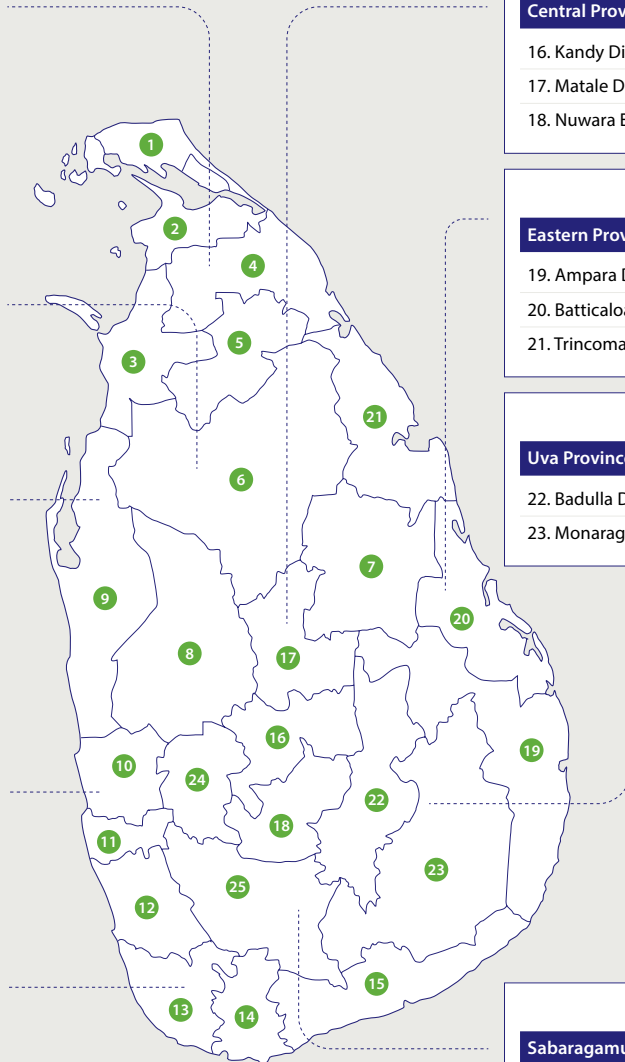 Central Prov
16. Kandy Di
17. Matale D
18. Nuwara E
Eastern Prov
19. Ampara D
20. Batticaloa
21. Trincoma
Uva Province
22. Badulla D
23. Monarag
Sabaragamu
1
2
4
5
3
21
6
7
9
20
8
17
16
19
10
24
22
18
11
23
25
12
15
13
14